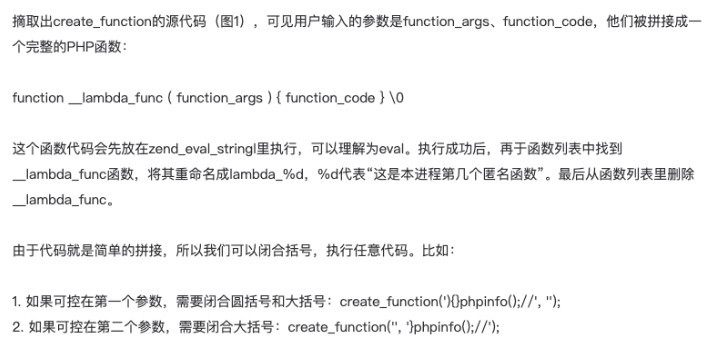 摘取出create_function的源代码（图1），可见用户输入的参数是function_args、function_code，他们被拼接成一
个完整的PHP函数：
function __lambda_func ( function_args ) { function_code } \0
这个函数代码会先放在zend_eval_stringl里执行，可以理解为eval。执行成功后，再于函数列表中找到
__lambda_func函数，将其重命名成lambda_%d，%d代表“这是本进程第几个匿名函数”。最后从函数列表里删除
__lambda_func。
由于代码就是简单的拼接，所以我们可以闭合括号，执行任意代码。比如：
1. 如果可控在第一个参数，需要闭合圆括号和大括号：create_function('){}phpinfo();//', '');
2. 如果可控在第二个参数，需要闭合大括号：create_function('', '}phpinfo();//');